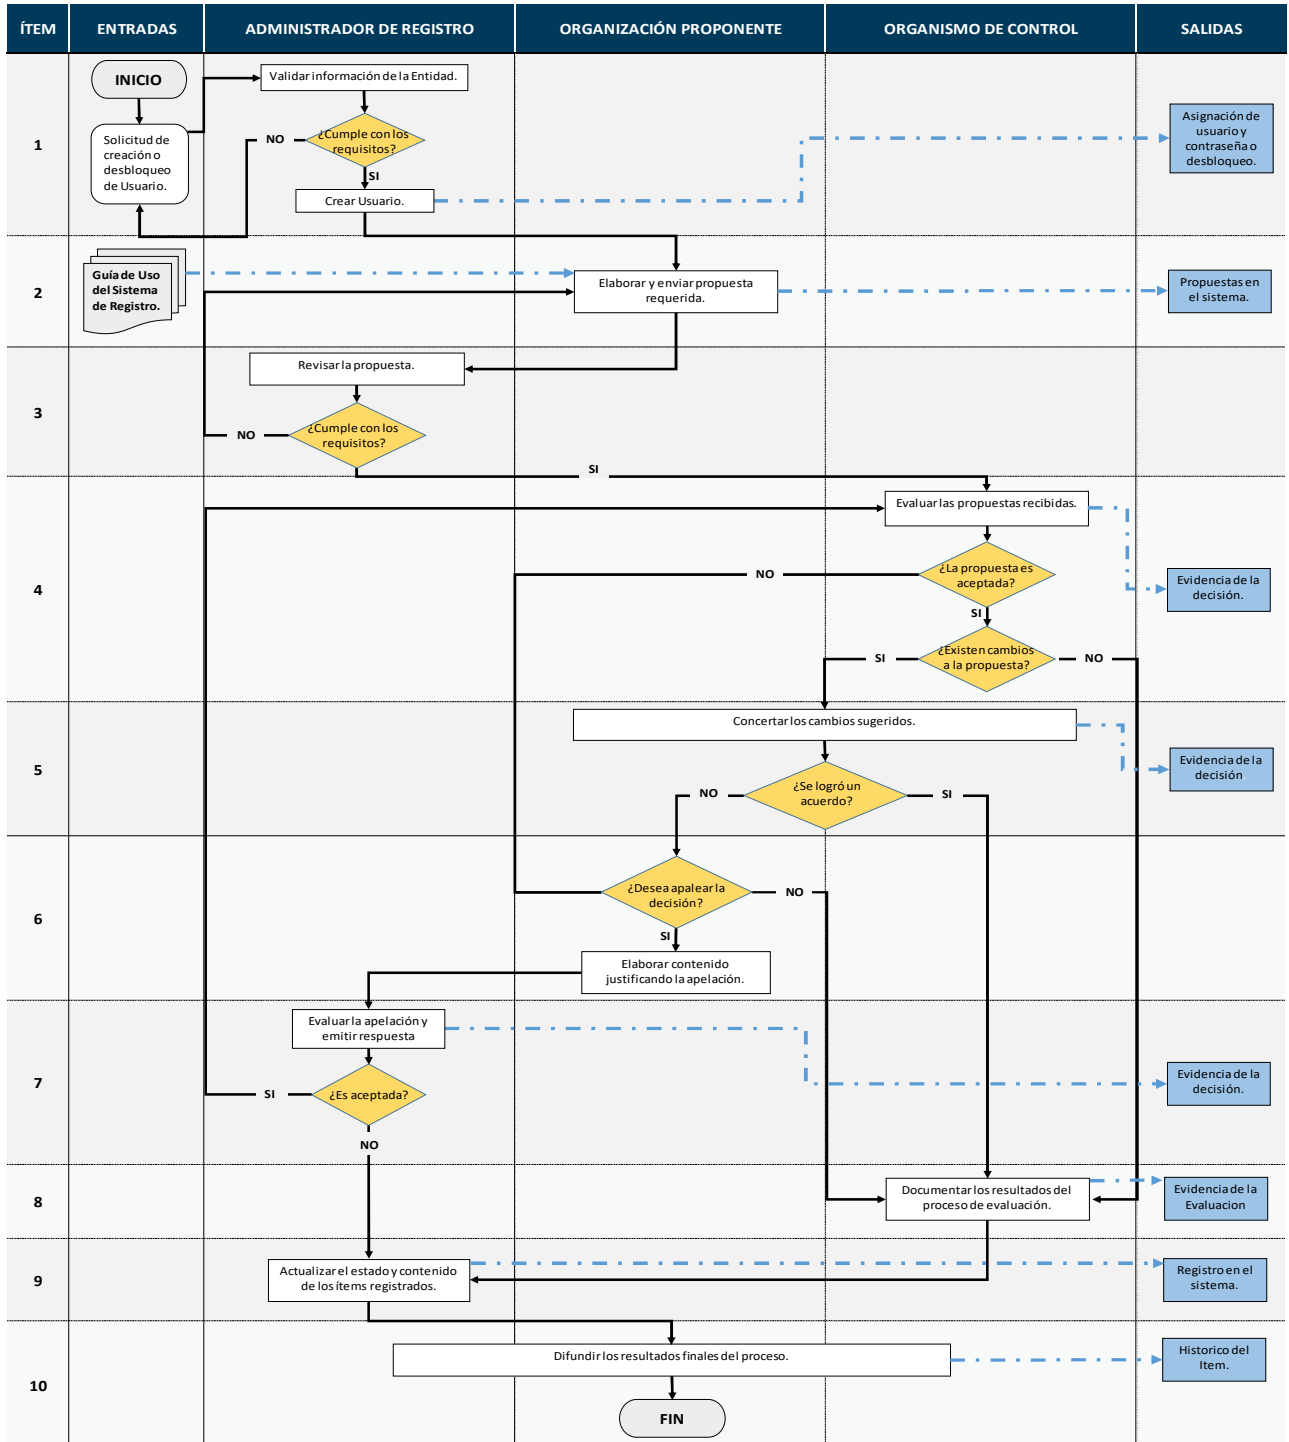 ÍTEM
ENTRADAS
ADMINISTRADOR DE REGISTRO
ORGANIZACIÓN PROPONENTE
ORGANISMO DE CONTROL
SALIDAS
1
INICIO
Solicitud de
creación o
desbloqueo
de Usuario.
Validar información de la Entidad.
¿Cumple con los
requisitos?
NO
SI
Crear Usuario.
Asignación de
usuario y
contraseña o
desbloqueo.
2
Guía de Uso
del Sistema
de Registro.
Elaborar y enviar propuesta
requerida.
Propuestas en
el sistema.
3
Revisar la propuesta.
¿Cumple con los
requisitos?
NO
SI
4
Evaluar las propuestas recibidas.
¿La propuesta es
aceptada?
NO
SI
¿Existen cambios
a la propuesta?
SI
NO
Evidencia de la
decisión.
5
Concertar los cambios sugeridos.
¿Se logró un
acuerdo?
NO
SI
Evidencia de la
decisión
6
¿Desea apalear la
decisión?
NO
SI
Elaborar contenido
justificando la apelación.
7
Evaluar la apelación y
emitir respuesta
¿Es aceptada?
SI
NO
Evidencia de la
decisión.
8
Documentar los resultados del
proceso de evaluación.
Evidencia de la
Evaluacion
9
Actualizar el estado y contenido
de los ítems registrados.
Registro en el
sistema.
10
Difundir los resultados finales del proceso.
Historico del
Item.
FIN